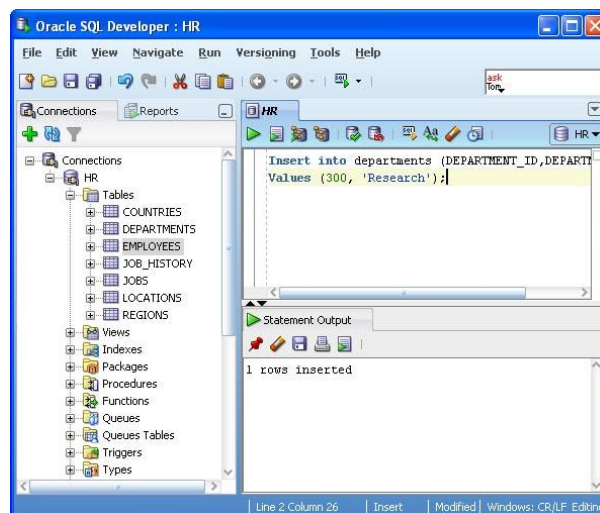 Oracle SQL Developer : HR
File Edit View Navigate Run Versioning Tools Help
ask
Tom
Connections Reports
HR
HR
Connections
HR
Tables
COUNTRIES
DEPARTMENTS
EMPLOYEES
JOB_HISTORY
JOBS
LOCATIONS
REGIONS
Views
Indexes
Packages
Procedures
Functions
Queues
Queues Tables
Triggers
Types
Insert into departments (DEPARTMENT_ID,DEPARTM
Values (300, 'Research');
Statement Output
1 rows inserted
Line 2 Column 26 Insert Modified Windows: CR/LF Editing